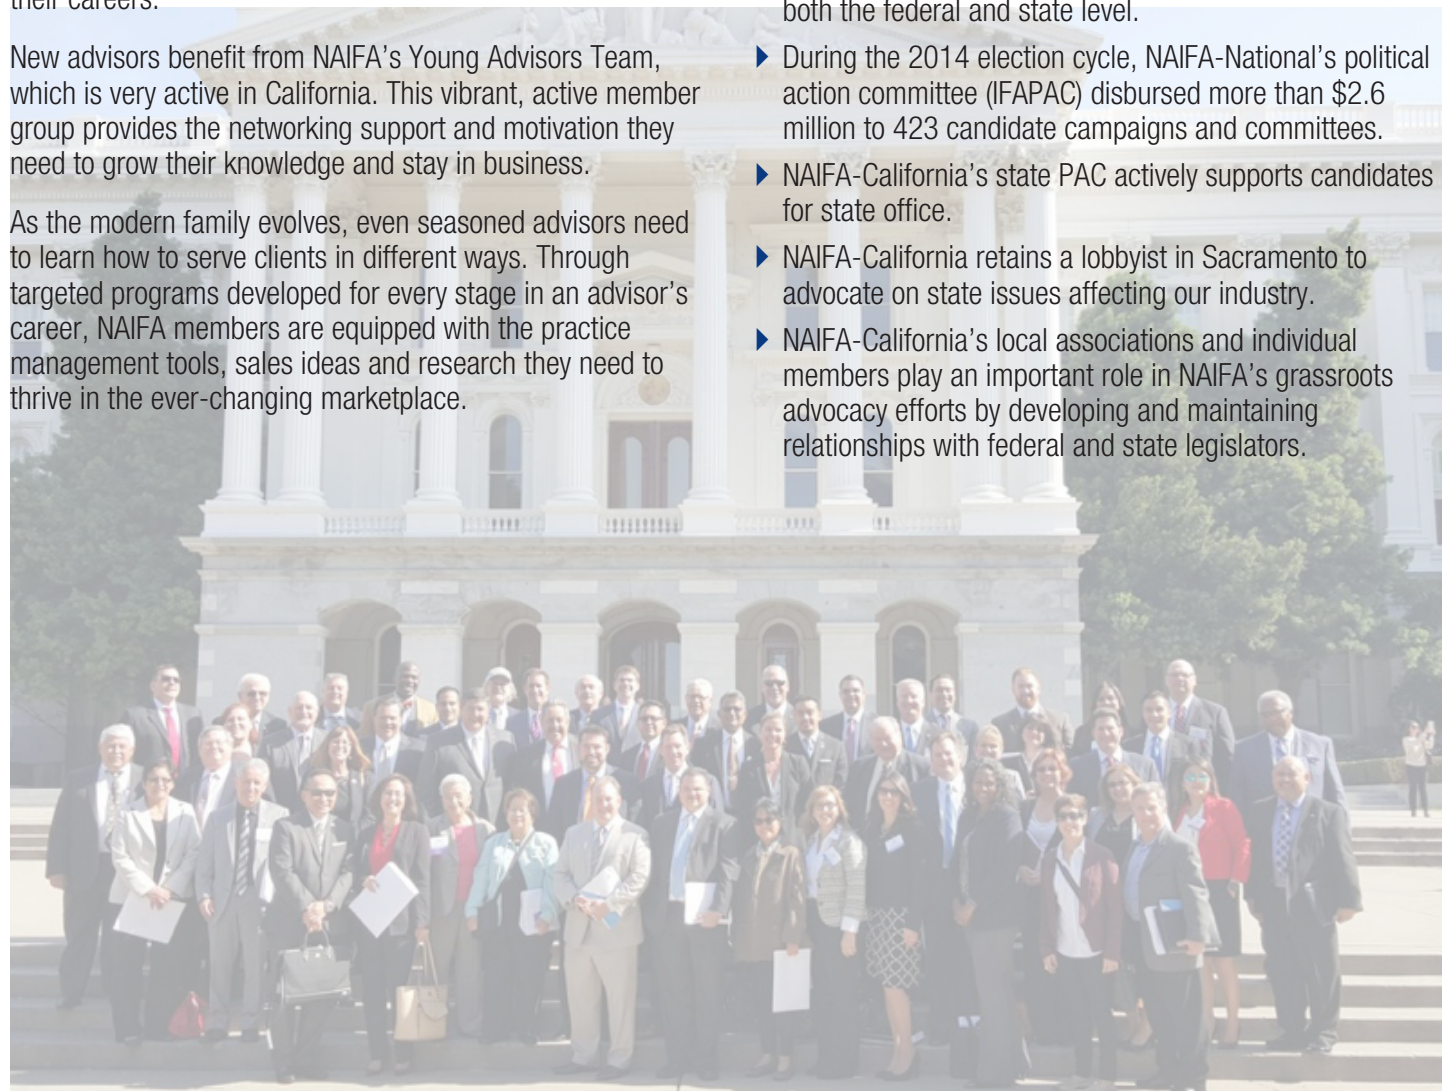 their careers.
New advisors benefit from NAIFA’s Young Advisors Team,
which is very active in California. This vibrant, active member
group provides the networking support and motivation they
need to grow their knowledge and stay in business.
As the modern family evolves, even seasoned advisors need
to learn how to serve clients in different ways. Through
targeted programs developed for every stage in an advisor’s
career, NAIFA members are equipped with the practice
management tools, sales ideas and research they need to
thrive in the ever-changing marketplace.
both the federal and state level.
During the 2014 election cycle, NAIFA-National’s political
action committee (IFAPAC) disbursed more than $2.6
million to 423 candidate campaigns and committees.
NAIFA-California’s state PAC actively supports candidates
for state office.
NAIFA-California retains a lobbyist in Sacramento to
advocate on state issues affecting our industry.
NAIFA-California’s local associations and individual
members play an important role in NAIFA’s grassroots
advocacy efforts by developing and maintaining
relationships with federal and state legislators.